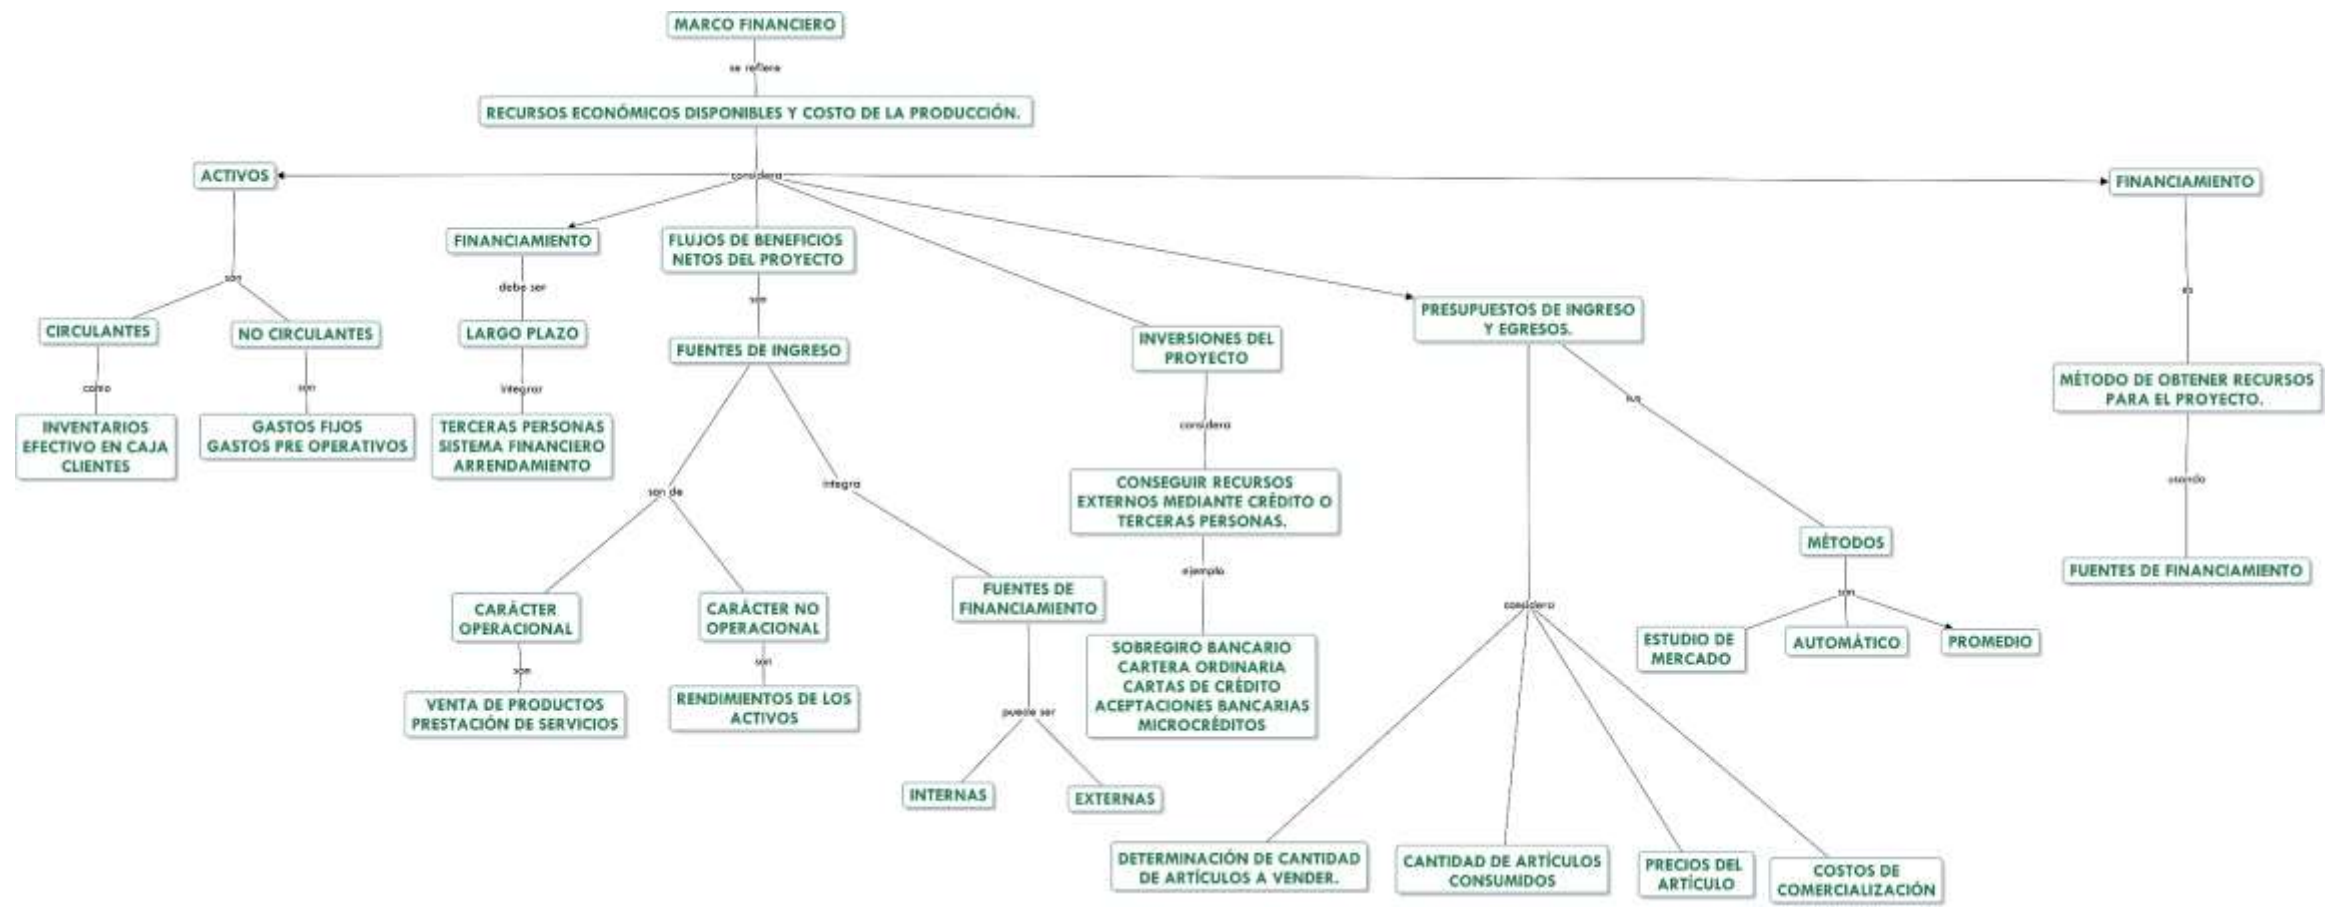 MARCO FINANCIERO
se refiere
RECURSOS ECONÓMICOS DISPONIBLES Y COSTO DE LA PRODUCCIÓN.
considera
ACTIVOS
son
CIRCULANTES
como
INVENTARIOS
EFECTIVO EN CAJA
CLIENTES
NO CIRCULANTES
son
GASTOS FIJOS
GASTOS PRE OPERATIVOS
FINANCIAMIENTO
debe ser
LARGO PLAZO
integrar
TERCERAS PERSONAS
SISTEMA FINANCIERO
ARRENDAMIENTO
FLUJOS DE BENEFICIOS
NETOS DEL PROYECTO
son
FUENTES DE INGRESO
son de
CARÁCTER
OPERACIONAL
son
VENTA DE PRODUCTOS
PRESTACIÓN DE SERVICIOS
CARÁCTER NO
OPERACIONAL
son
RENDIMIENTOS DE LOS
ACTIVOS
integra
FUENTES DE
FINANCIAMIENTO
puede ser
INTERNAS
EXTERNAS
INVERSIONES DEL
PROYECTO
considera
CONSEGUIR RECURSOS
EXTERNOS MEDIANTE CRÉDITO O
TERCERAS PERSONAS.
ejemplo
SOBREGIRO BANCARIO
CARTERA ORDINARIA
CARTAS DE CRÉDITO
ACEPTACIONES BANCARIAS
MICROCRÉDITOS
PRESUPUESTOS DE INGRESO
Y EGRESOS.
considera
DETERMINACIÓN DE CANTIDAD
DE ARTÍCULOS A VENDER.
CANTIDAD DE ARTÍCULOS
CONSUMIDOS
PRECIOS DEL
ARTÍCULO
COSTOS DE
COMERCIALIZACIÓN
sus
MÉTODOS
son
ESTUDIO DE
MERCADO
AUTOMÁTICO
PROMEDIO
FINANCIAMIENTO
es
MÉTODO DE OBTENER RECURSOS
PARA EL PROYECTO.
usando
FUENTES DE FINANCIAMIENTO